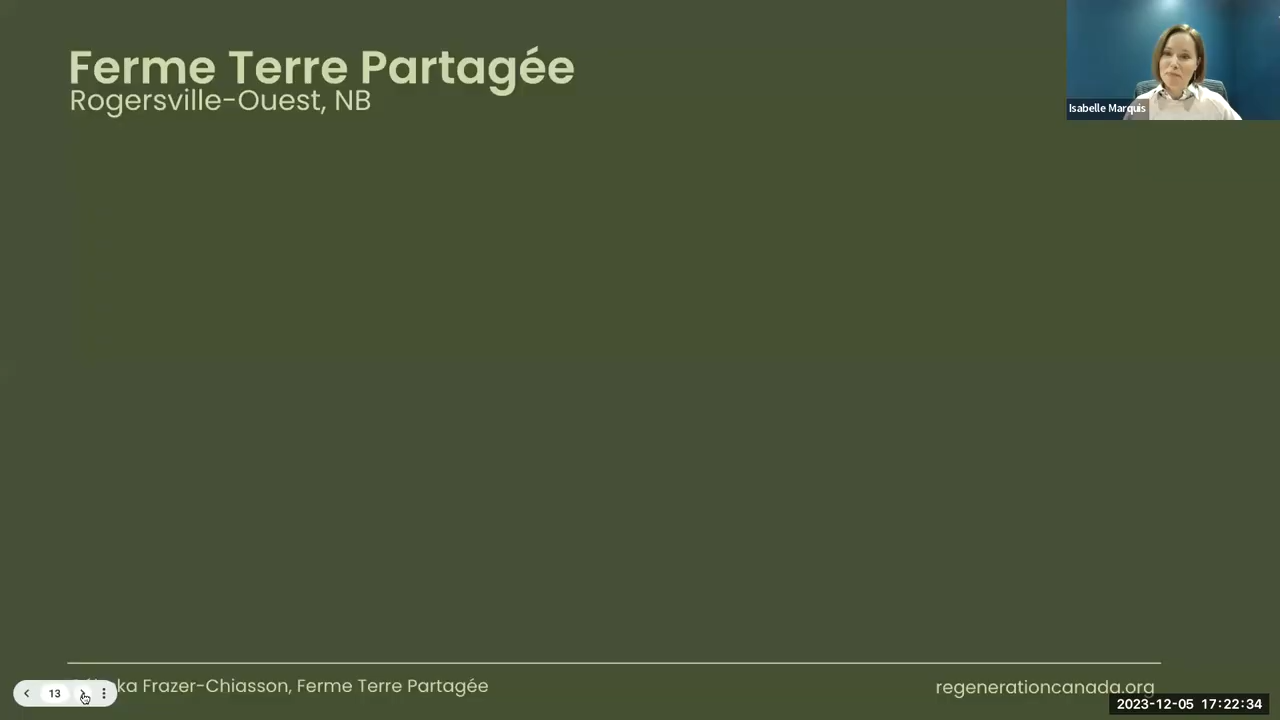 Ferme Terre Partagée
Rogersville-Ouest, NB
Isabelle Marquis
Frazer-Chiasson, Ferme Terre Partagée
regenerationcanada.org
13
2023-12-05 17:22:34